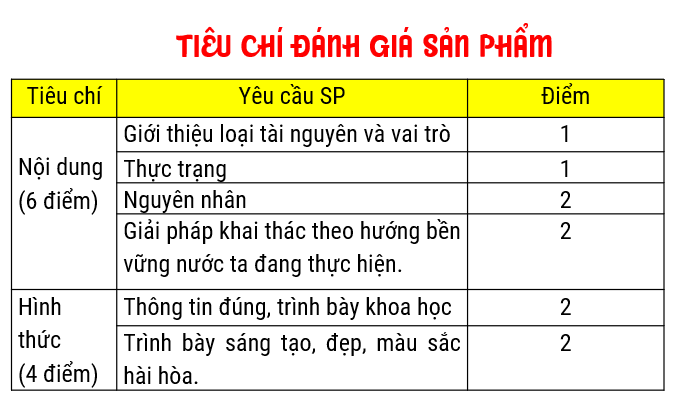 TIÊU CHÍ ĐÁNH GIÁ SẢN PHẨM
Tiêu chí Yêu cầu SP Điểm
Nội dung
(6 điểm)
Giới thiệu loại tài nguyên và vai trò 1
Thực trạng 1
Nguyên nhân 2
Giải pháp khai thác theo hướng bền 2
vững nước ta đang thực hiện.
Hình
thức
(4 điểm)
Thông tin đúng, trình bày khoa học 2
Trình bày sáng tạo, đẹp, màu sắc 2
hài hòa.